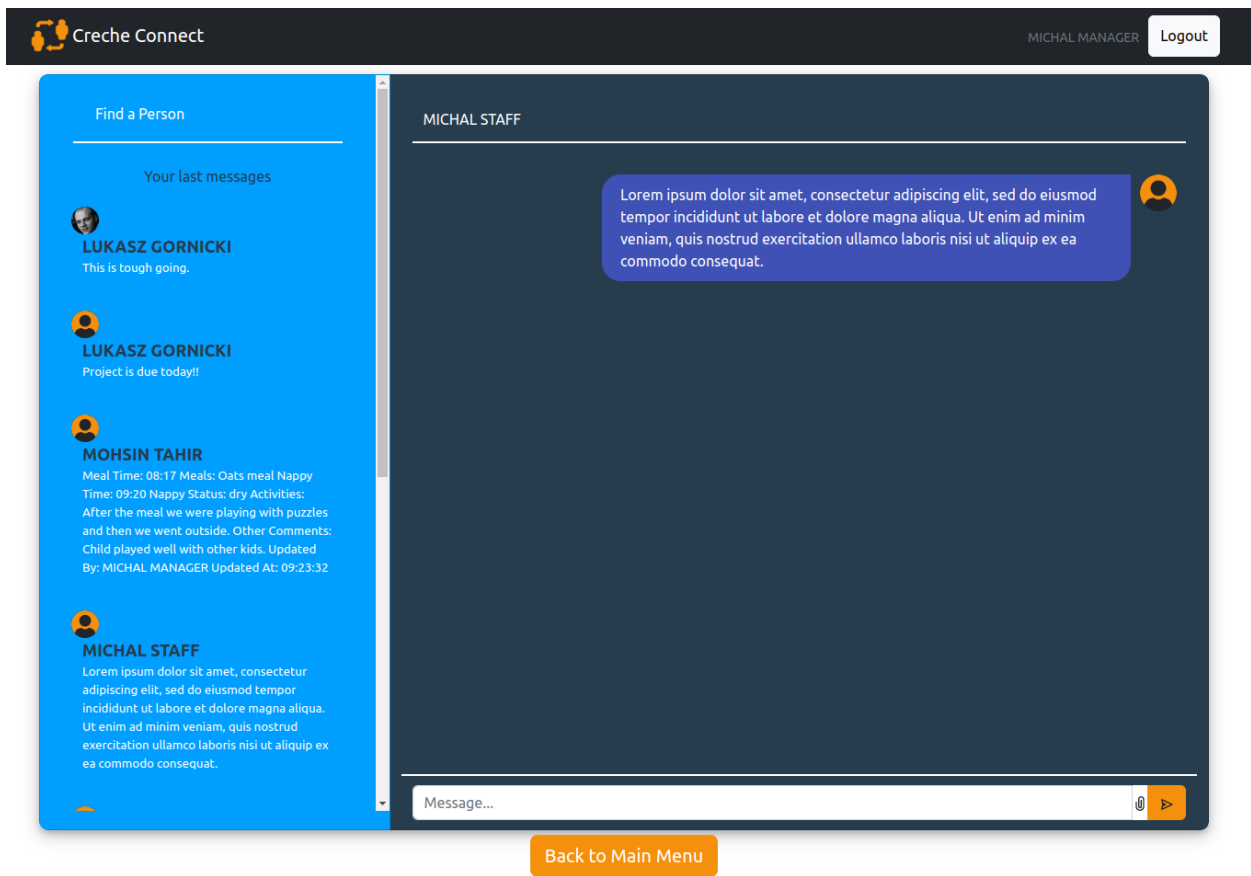 Creche Connect
MICHAL MANAGER
Logout
Find a Person
Your last messages
LUKASZ GORNICKI
This is tough going.
LUKASZ GORNICKI
Project is due today!!
MOHSIN TAHIR
Meal Time: 08:17 Meals: Oats meal Nappy
Time: 09:20 Nappy Status: dry Activities:
After the meal we were playing with puzzles
and then we went outside. Other Comments:
Child played well with other kids. Updated
By: MICHAL MANAGER Updated At: 09:23:32
MICHAL STAFF
Lorem ipsum dolor sit amet, consectetur
adipiscing elit, sed do eiusmod tempor
incididunt ut labore et dolore magna aliqua.
Ut enim ad minim veniam, quis nostrud
exercitation ullamco laboris nisi ut aliquip ex
ea commodo consequat.
MICHAL STAFF
Lorem ipsum dolor sit amet, consectetur adipiscing elit, sed do eiusmod
tempor incididunt ut labore et dolore magna aliqua. Ut enim ad minim
veniam, quis nostrud exercitation ullamco laboris nisi ut aliquip ex ea
commodo consequat.
Message...
Back to Main Menu